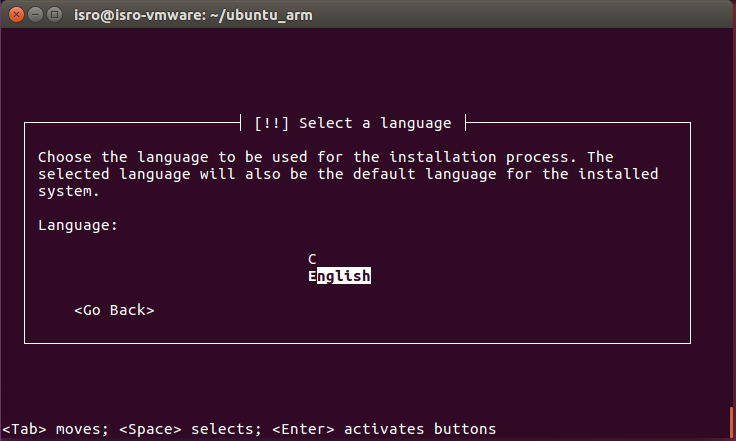 isro@isro-vmware: ~/ubuntu_arm
[!!] Select a language
Choose the language to be used for the installation process. The
selected language will also be the default language for the installed
system.
Language:
C
English
<Go Back>
<Tab> moves; <Space> selects; <Enter> activates buttons